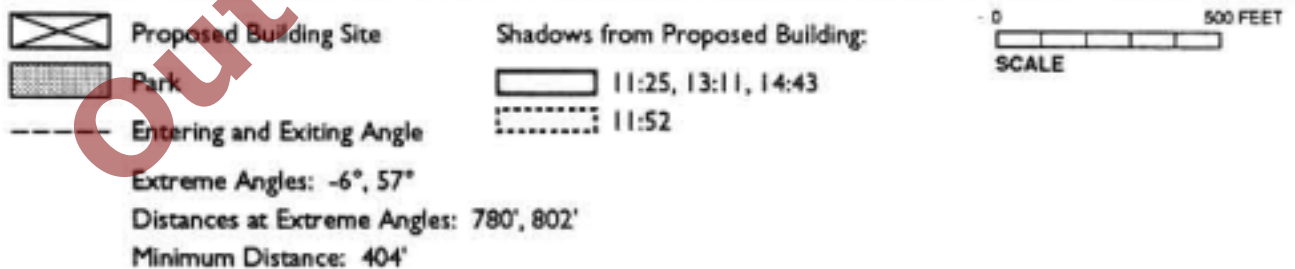 Proposed Building Site
Park
Entering and Exiting Angle
Extreme Angles: -6°, 57°
Distances at Extreme Angles: 780', 802'
Minimum Distance: 404'
Shadows from Proposed Building:
11:25, 13:11, 14:43
11:52
0 500 FEET
SCALE
Out